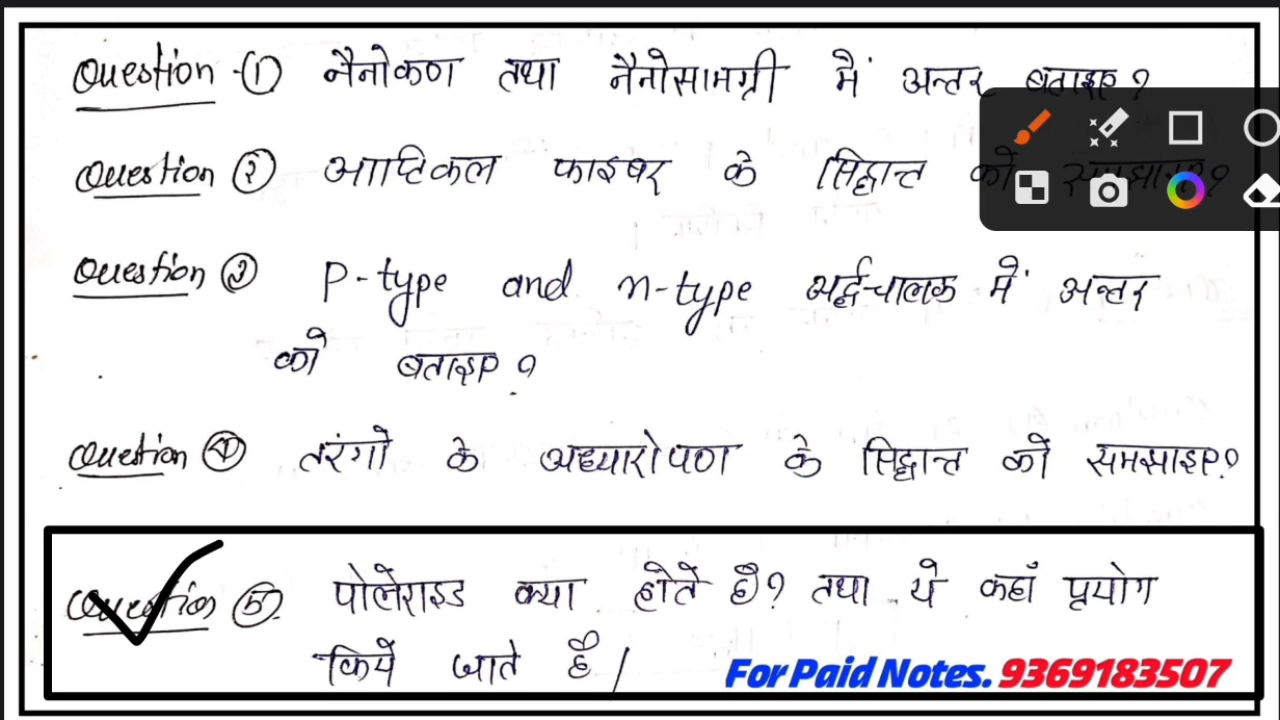 Question-① नैनोकण तथा नैनोसामग्री में अन्तर बताइए?
Question ② आप्टिकल फाइबर के सिद्धान्त को समझाइए?
Question ③ P-type and n-type अर्द्धचालक में अन्तर
को बताइए?
Question ④ तरंगो के अध्यारोपण के सिद्धान्त को समझाइए?
Question ⑤ पोलेराइड क्या होते है? तथा ये कहाँ प्रयोग
किये जाते है /
For Paid Notes. 9369183507